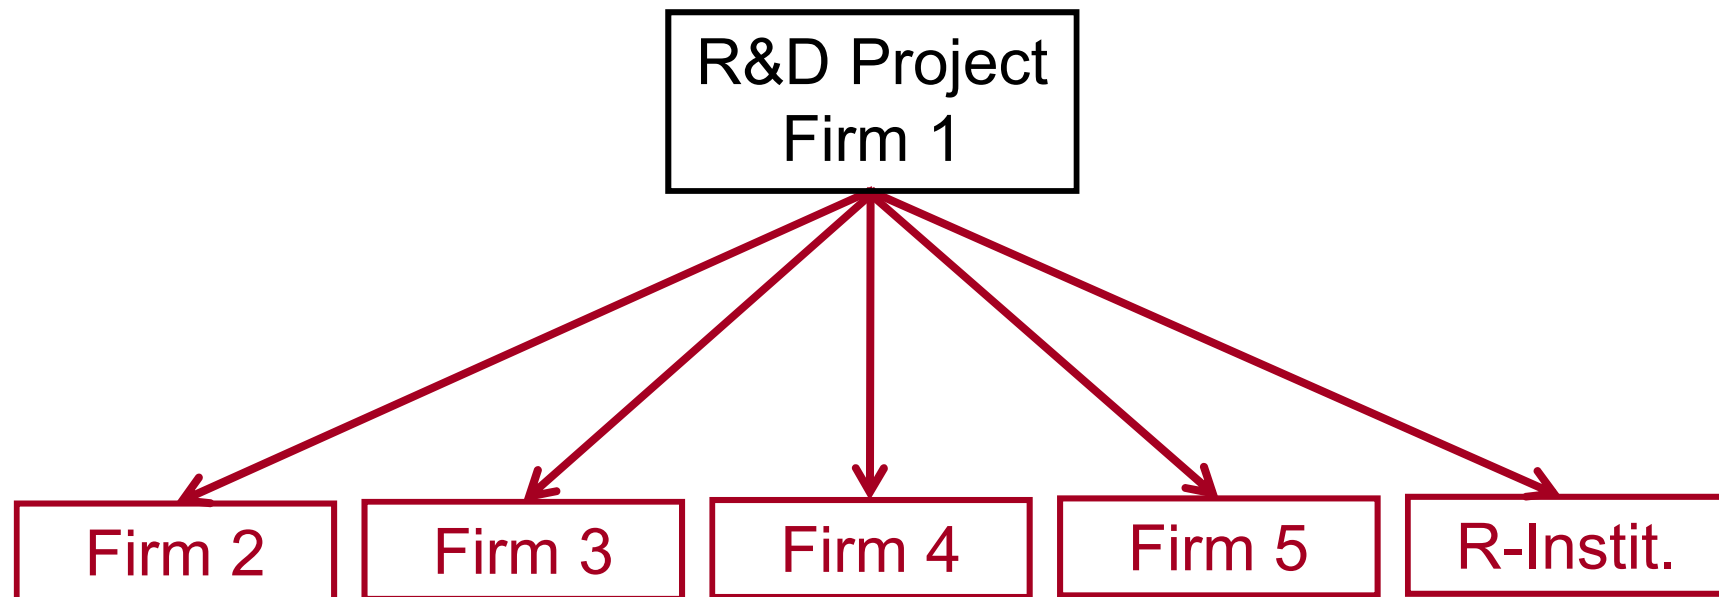 R&D Project
Firm 1
Firm 2
Firm 3
Firm 4
Firm 5
R-Instit.